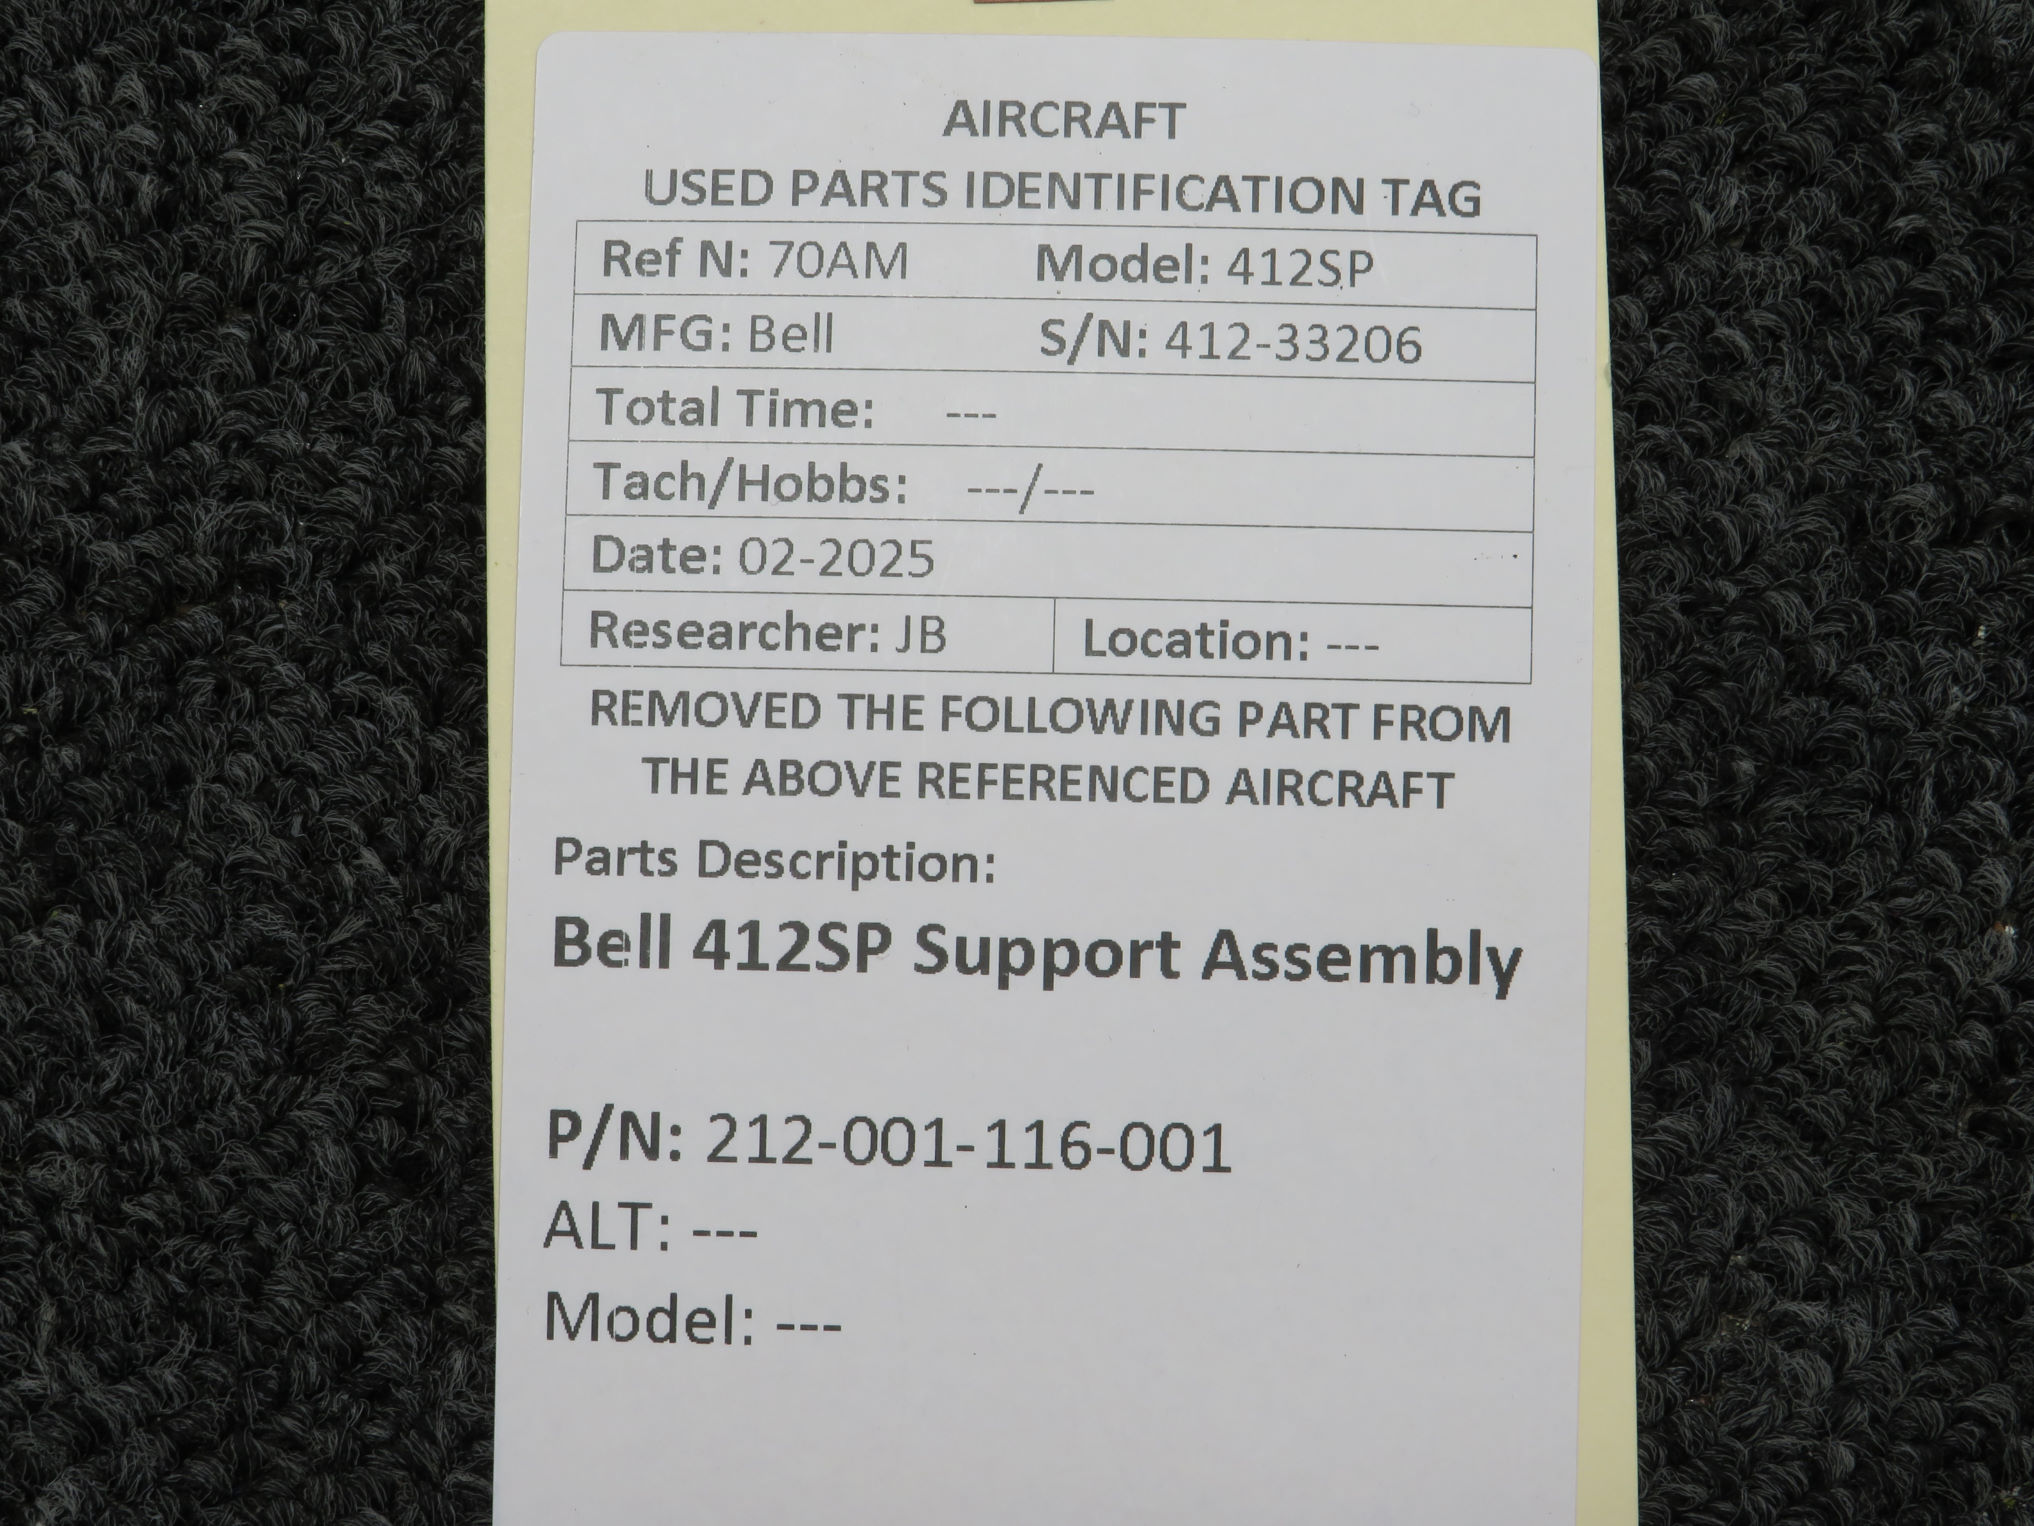 AIRCRAFT
USED PARTS IDENTIFICATION TAG
Ref N: 70AM Model: 412SP
MFG: Bell S/N: 412-33206
Total Time: ---
Tach/Hobbs: ---/---
Date: 02-2025
Researcher: JB Location: ---
REMOVED THE FOLLOWING PART FROM
THE ABOVE REFERENCED AIRCRAFT
Parts Description:
Bell 412SP Support Assembly
P/N: 212-001-116-001
ALT: ---
Model: ---